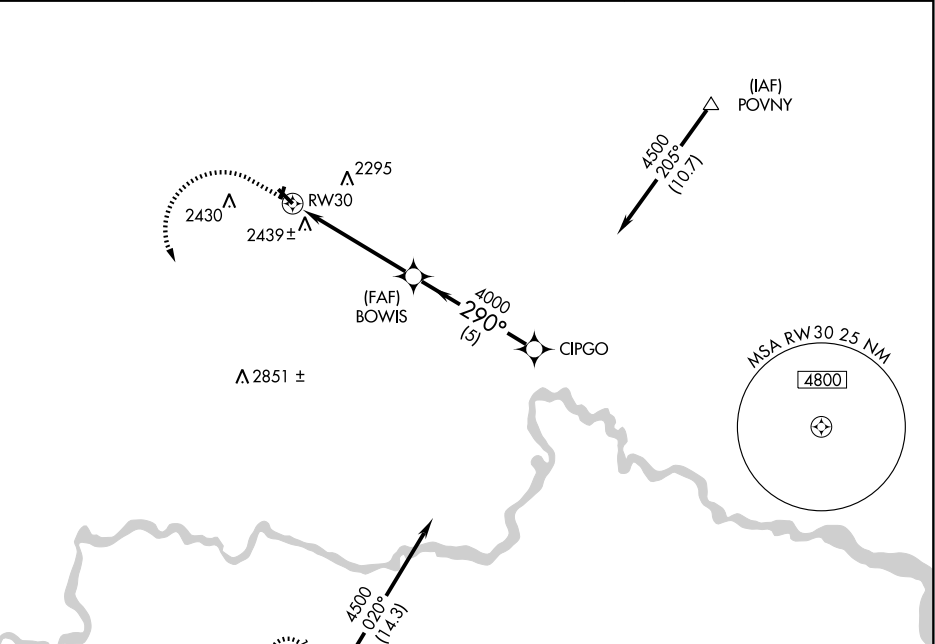 (IAF)
POVNY
4500
205°
(10.7)
2295
2430
RW30
2439±
(FAF)
BOWIS
4000
290°
(5)
CIPGO
MSA RW30 25 NM
4800
2851 ±
4500
020°
(14.3)